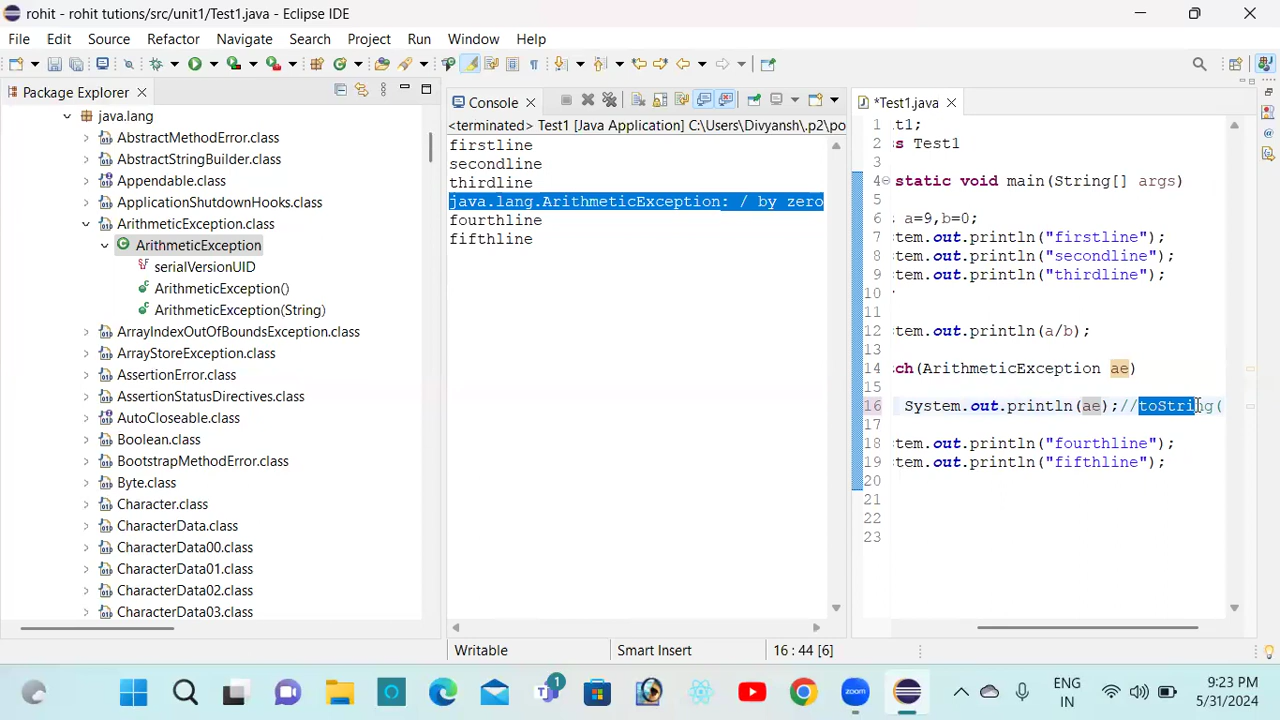 rohit - rohit tutions/src/unit1/Test1.java - Eclipse IDE
File Edit Source Refactor Navigate Search Project Run Window Help
Package Explorer
java.lang
AbstractMethodError.class
AbstractStringBuilder.class
Appendable.class
ApplicationShutdownHooks.class
ArithmeticException.class
ArithmeticException
serialVersionUID
ArithmeticException()
ArithmeticException(String)
ArrayIndexOutOfBoundsException.class
ArrayStoreException.class
AssertionError.class
AssertionStatusDirectives.class
AutoCloseable.class
Boolean.class
BootstrapMethodError.class
Byte.class
Character.class
CharacterData.class
CharacterData00.class
CharacterData01.class
CharacterData02.class
CharacterData03.class
Console
<terminated> Test1 [Java Application] C:\Users\Divyansh\.p2\po
firstline
secondline
thirdline
java.lang.ArithmeticException: / by zero
fourthline
fifthline
*Test1.java
1 it1;
2 ss Test1
3
4 static void main(String[] args)
5
6 a=9,b=0;
7 tem.out.println("firstline");
8 tem.out.println("secondline");
9 tem.out.println("thirdline");
10
11
12 tem.out.println(a/b);
13
14 ch(ArithmeticException ae)
15
16 System.out.println(ae);//toString(
17
18 tem.out.println("fourthline");
19 tem.out.println("fifthline");
20
21
22
23
Writable Smart Insert 16 : 44 [6]
1
zoom
ENG
IN
9:23 PM
5/31/2024